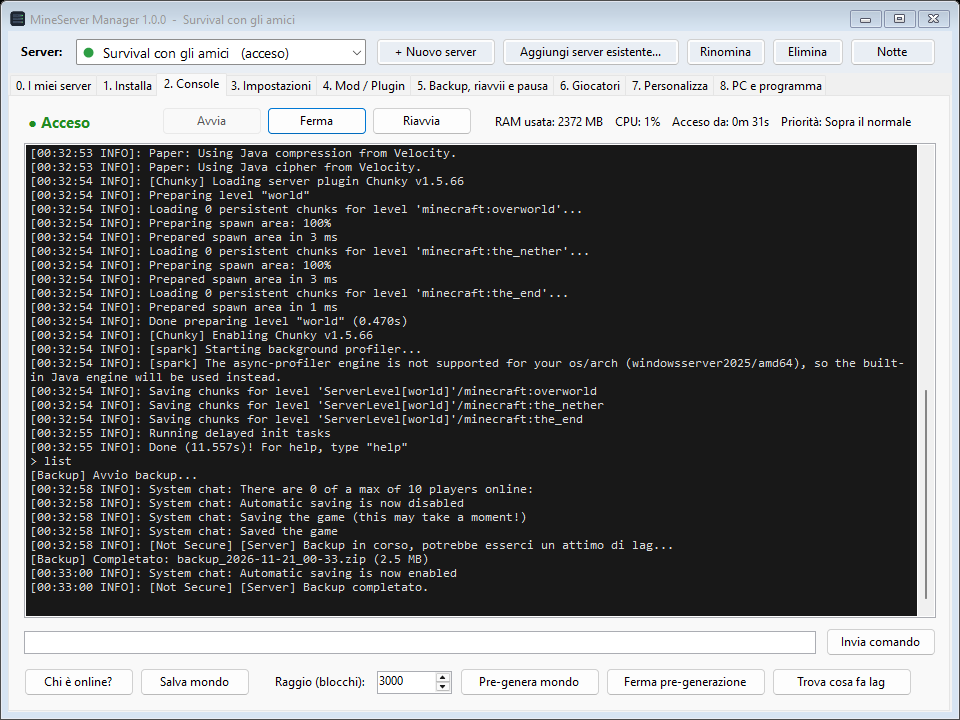 MineServer Manager 1.0.0 - Survival con gli amici
Server: Survival con gli amici (acceso) + Nuovo server Aggiungi server esistente... Rinomina Elimina Notte
0. I miei server 1. Installa 2. Console 3. Impostazioni 4. Mod / Plugin 5. Backup, riavvii e pausa 6. Giocatori 7. Personalizza 8. PC e programma
● Acceso Avvia Ferma Riavvia RAM usata: 2372 MB CPU: 1% Acceso da: 0m 31s Priorità: Sopra il normale
[00:32:53 INFO]: Paper: Using Java compression from Velocity.
[00:32:53 INFO]: Paper: Using Java cipher from Velocity.
[00:32:54 INFO]: [Chunky] Loading server plugin Chunky v1.5.66
[00:32:54 INFO]: Preparing level "world"
[00:32:54 INFO]: Loading 0 persistent chunks for level 'minecraft:overworld'...
[00:32:54 INFO]: Preparing spawn area: 100%
[00:32:54 INFO]: Prepared spawn area in 3 ms
[00:32:54 INFO]: Loading 0 persistent chunks for level 'minecraft:the_nether'...
[00:32:54 INFO]: Preparing spawn area: 100%
[00:32:54 INFO]: Prepared spawn area in 3 ms
[00:32:54 INFO]: Loading 0 persistent chunks for level 'minecraft:the_end'...
[00:32:54 INFO]: Prepared spawn area in 1 ms
[00:32:54 INFO]: Done preparing level "world" (0.470s)
[00:32:54 INFO]: [Chunky] Enabling Chunky v1.5.66
[00:32:54 INFO]: [spark] Starting background profiler...
[00:32:54 INFO]: [spark] The async-profiler engine is not supported for your os/arch (windowsserver2025/amd64), so the built-
in Java engine will be used instead.
[00:32:54 INFO]: Saving chunks for level 'ServerLevel[world]'/minecraft:overworld
[00:32:54 INFO]: Saving chunks for level 'ServerLevel[world]'/minecraft:the_nether
[00:32:54 INFO]: Saving chunks for level 'ServerLevel[world]'/minecraft:the_end
[00:32:55 INFO]: Running delayed init tasks
[00:32:55 INFO]: Done (11.557s)! For help, type "help"
> list
[Backup] Avvio backup...
[00:32:58 INFO]: System chat: There are 0 of a max of 10 players online:
[00:32:58 INFO]: System chat: Automatic saving is now disabled
[00:32:58 INFO]: System chat: Saving the game (this may take a moment!)
[00:32:58 INFO]: System chat: Saved the game
[00:32:58 INFO]: [Not Secure] [Server] Backup in corso, potrebbe esserci un attimo di lag...
[Backup] Completato: backup_2026-11-21_00-33.zip (2.5 MB)
[00:33:00 INFO]: System chat: Automatic saving is now enabled
[00:33:00 INFO]: [Not Secure] [Server] Backup completato.
Invia comando
Chi è online? Salva mondo Raggio (blocchi): 3000 Pre-genera mondo Ferma pre-generazione Trova cosa fa lag